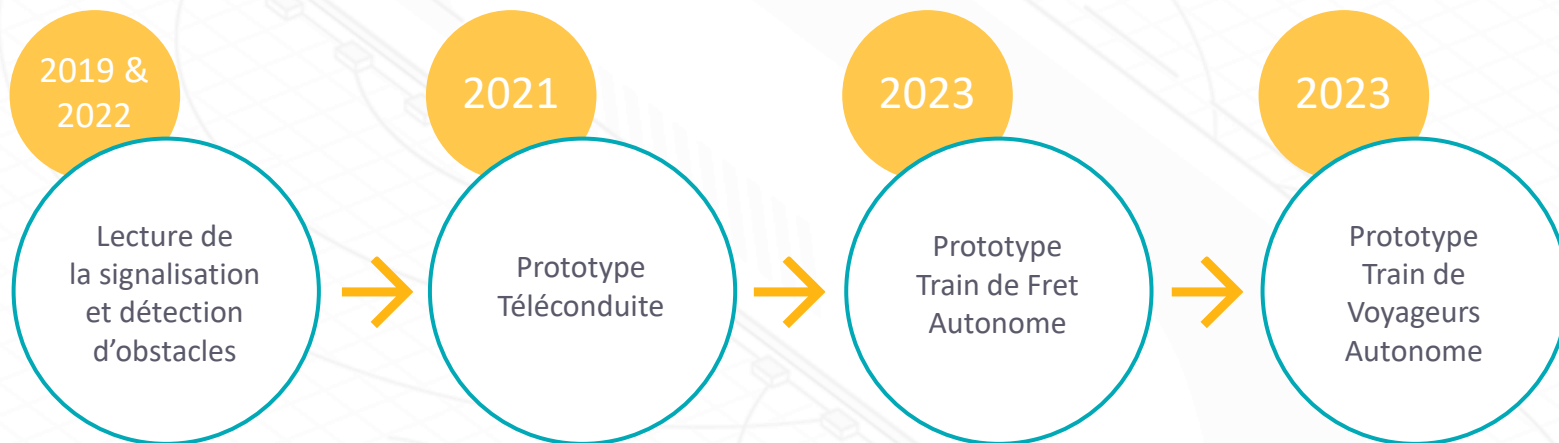 2019 &
2022
Lecture de
la signalisation
et détection
d'obstacles
2021
Prototype
Téléconduite
2023
Prototype
Train de Fret
Autonome
2023
Prototype
Train de
Voyageurs
Autonome